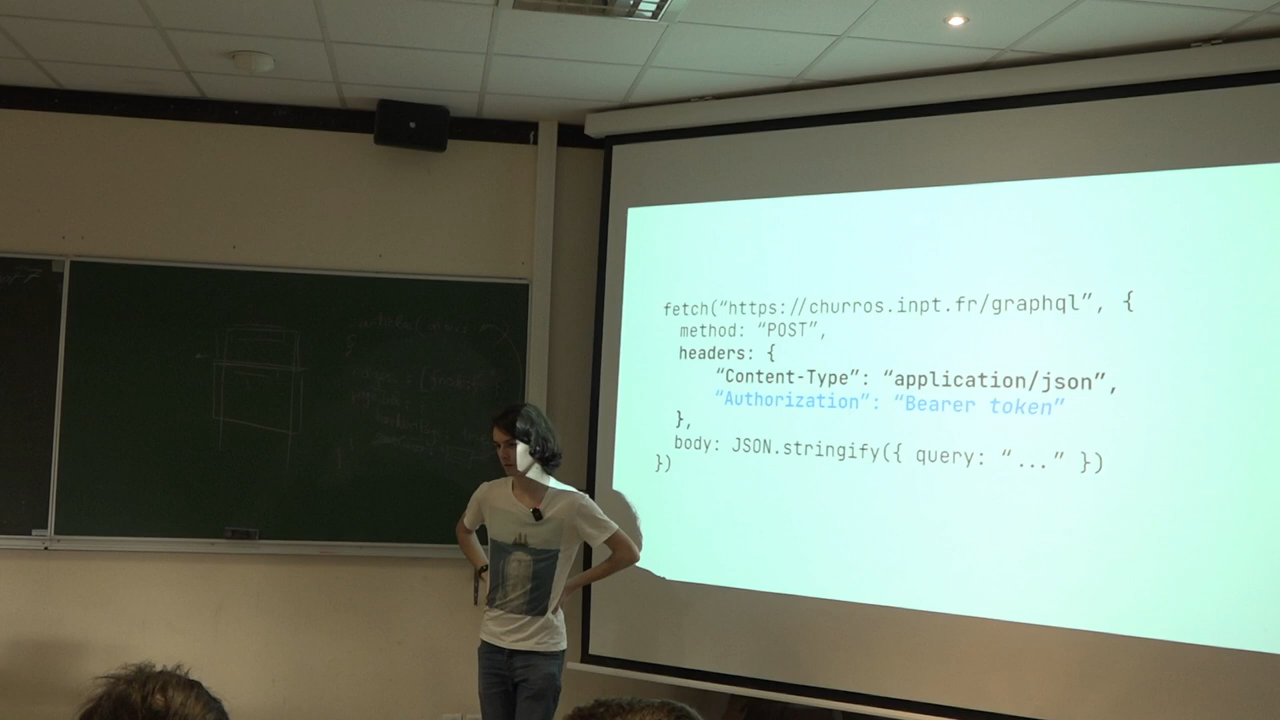 fetch(“https://churros.inpt.fr/graphql”, {
method: “POST”,
headers: {
“Content-Type”: “application/json”,
“Authorization”: “Bearer token”
},
body: JSON.stringify({ query: “...” })
})